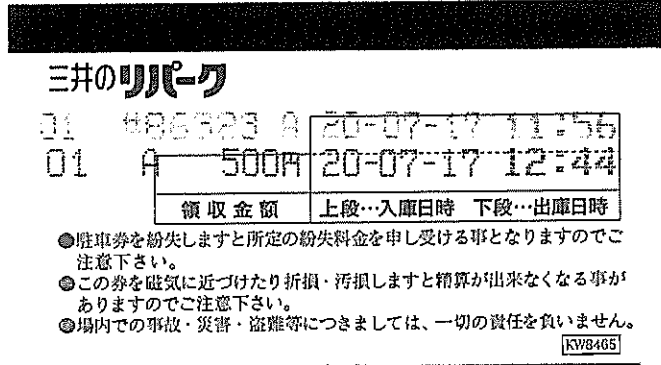 三井のリパーク
01 #86323 A 20-07-17 11:56
01 A 500円 20-07-17 12:44
領収金額 上段…入庫日時 下段…出庫日時
●駐車券を紛失しますと所定の紛失料金を申し受ける事となりますのでご
注意下さい。
●この券を磁気に近づけたり折損・汚損しますと精算が出来なくなる事が
ありますのでご注意下さい。
●場内での事故・災害・盗難等につきましては、一切の責任を負いません。
KW8465